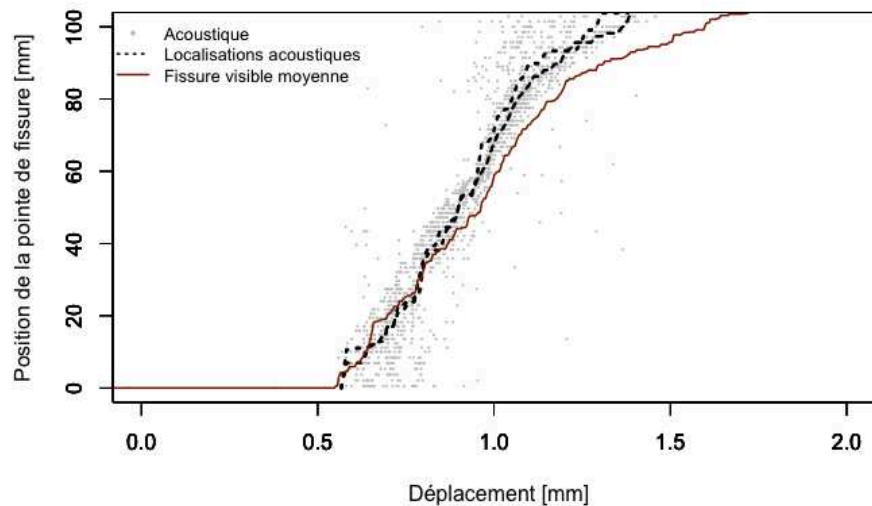 Acoustique
Localisations acoustiques
Fissure visible moyenne
Position de la pointe de fissure [mm]
100
80
60
40
20
0
0.0 0.5 1.0 1.5 2.0
Déplacement [mm]